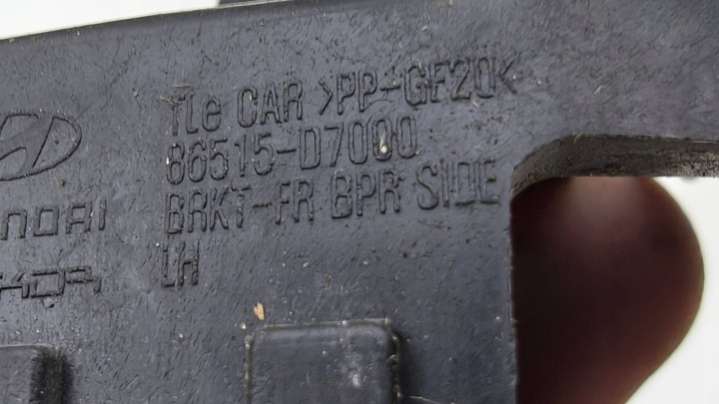 TLe CAR >PP-GF20<
86515-D7000
BRKT-FR BPR SIDE
LH